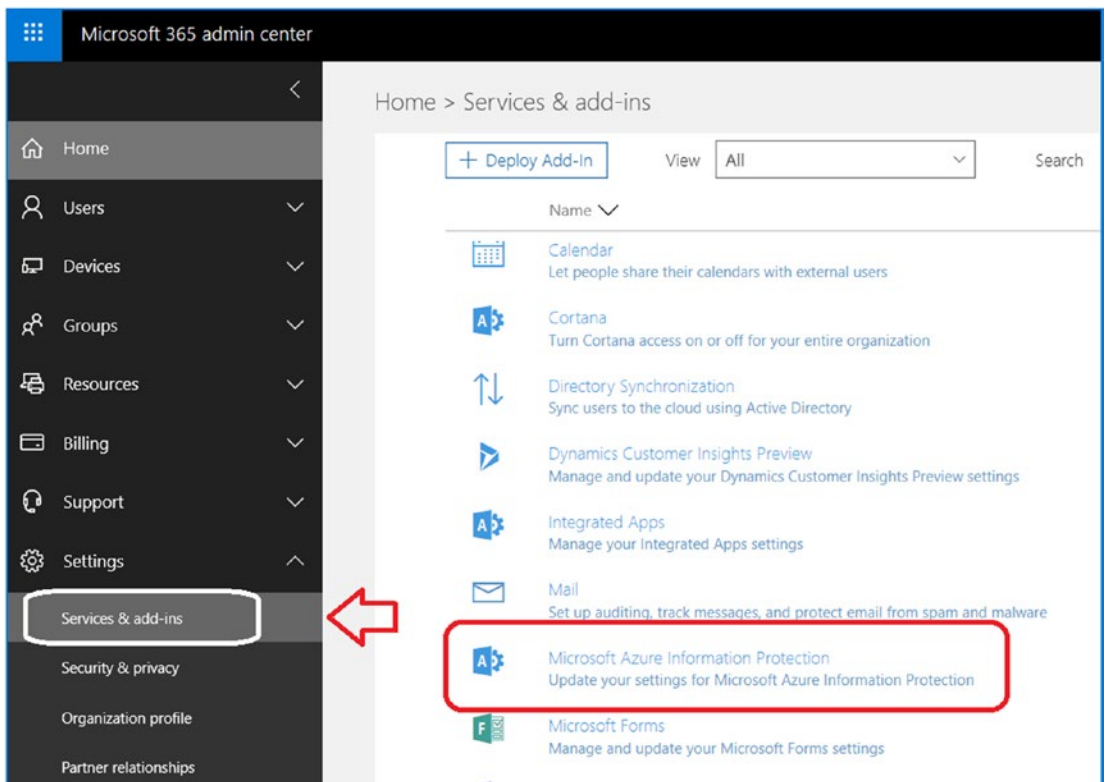 Microsoft 365 admin center
Home
Users
Devices
Groups
Resources
Billing
Support
Settings
Services & add-ins
Security & privacy
Organization profile
Partner relationships
Home > Services & add-ins
+ Deploy Add-In View All Search
Name
Calendar
Let people share their calendars with external users
Cortana
Turn Cortana access on or off for your entire organization
Directory Synchronization
Sync users to the cloud using Active Directory
Dynamics Customer Insights Preview
Manage and update your Dynamics Customer Insights Preview settings
Integrated Apps
Manage your Integrated Apps settings
Mail
Set up auditing, track messages, and protect email from spam and malware
Microsoft Azure Information Protection
Update your settings for Microsoft Azure Information Protection
Microsoft Forms
Manage and update your Microsoft Forms settings